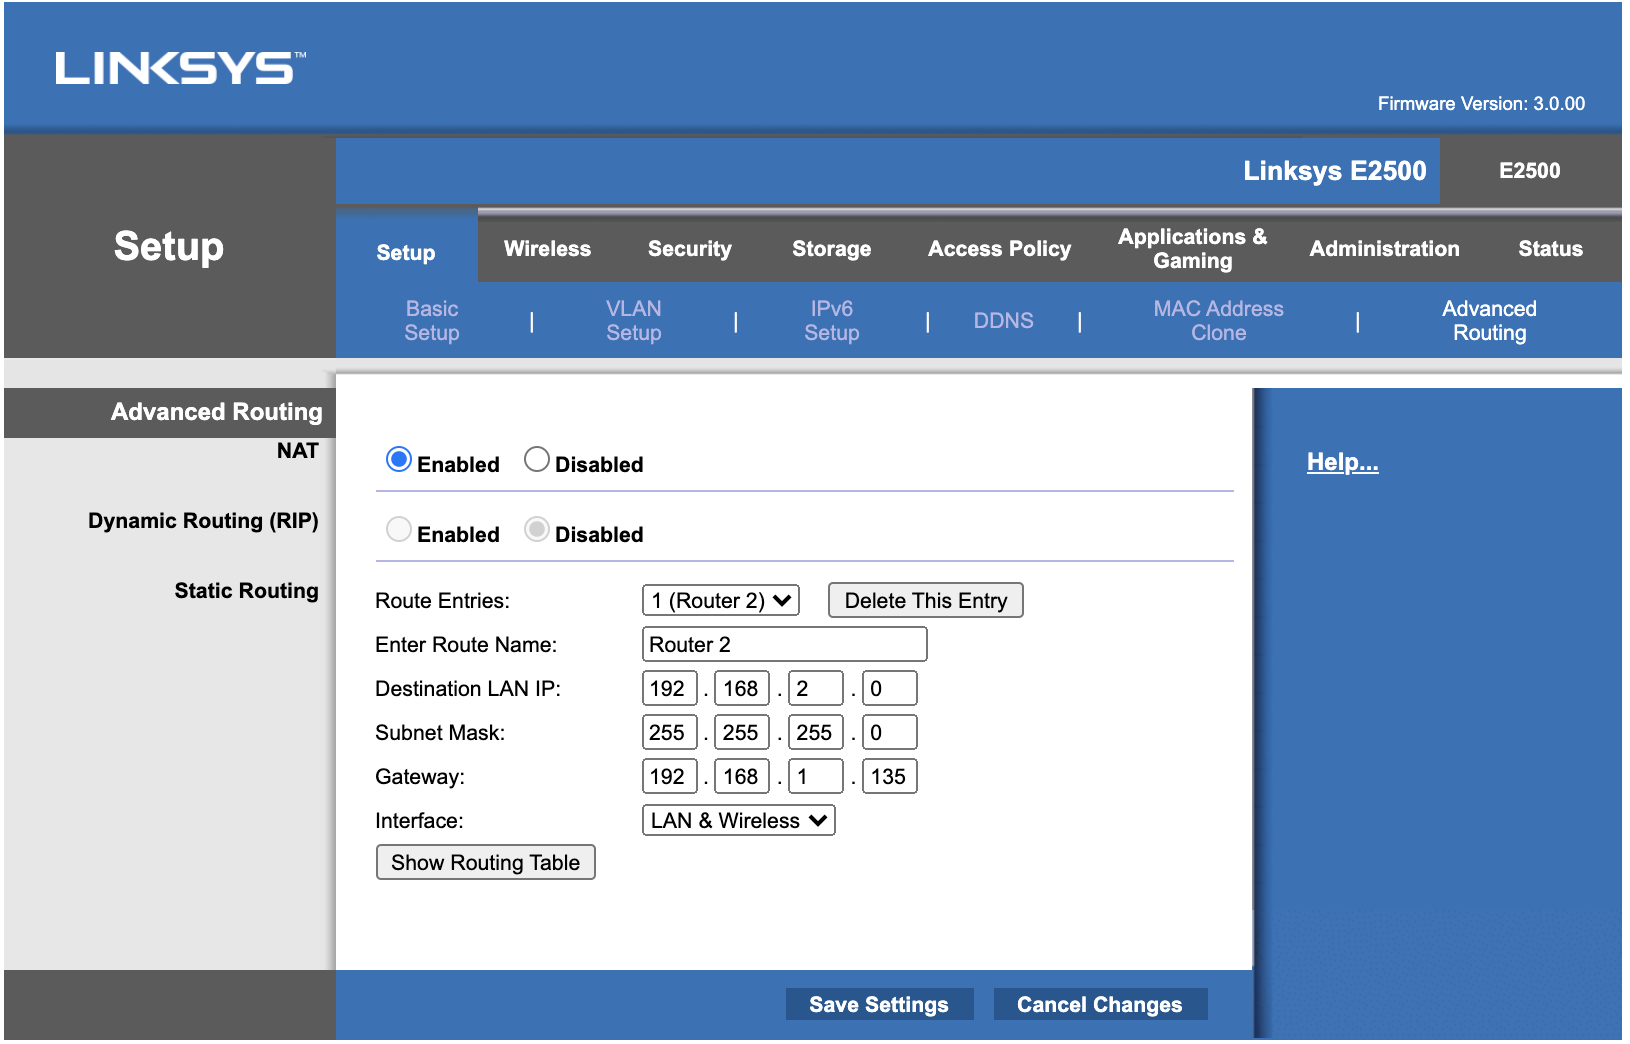 LINKSYS™
Firmware Version: 3.0.00
Linksys E2500
E2500
Setup
Setup
Wireless
Security
Storage
Access Policy
Applications &
Gaming
Administration
Status
Basic
Setup
|
VLAN
Setup
|
IPv6
Setup
|
DDNS
|
MAC Address
Clone
|
Advanced
Routing
Advanced Routing
NAT
Enabled
Disabled
Help...
Dynamic Routing (RIP)
Enabled
Disabled
Static Routing
Route Entries: 1 (Router 2) Delete This Entry
Enter Route Name: Router 2
Destination LAN IP: 192 . 168 . 2 . 0
Subnet Mask: 255 . 255 . 255 . 0
Gateway: 192 . 168 . 1 . 135
Interface: LAN & Wireless
Show Routing Table
Save Settings
Cancel Changes